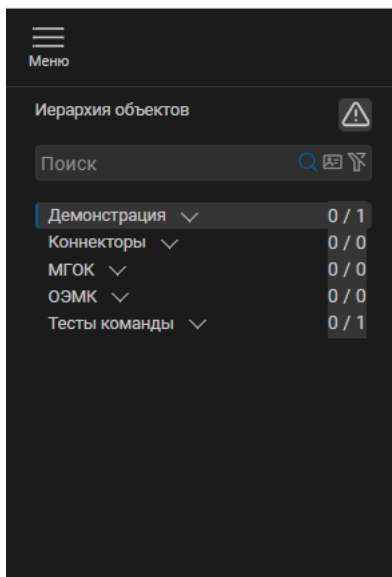 Меню
Иерархия объектов
Поиск
Демонстрация 0 / 1
Коннекторы 0 / 0
МГОК 0 / 0
ОЭМК 0 / 0
Тесты команды 0 / 1